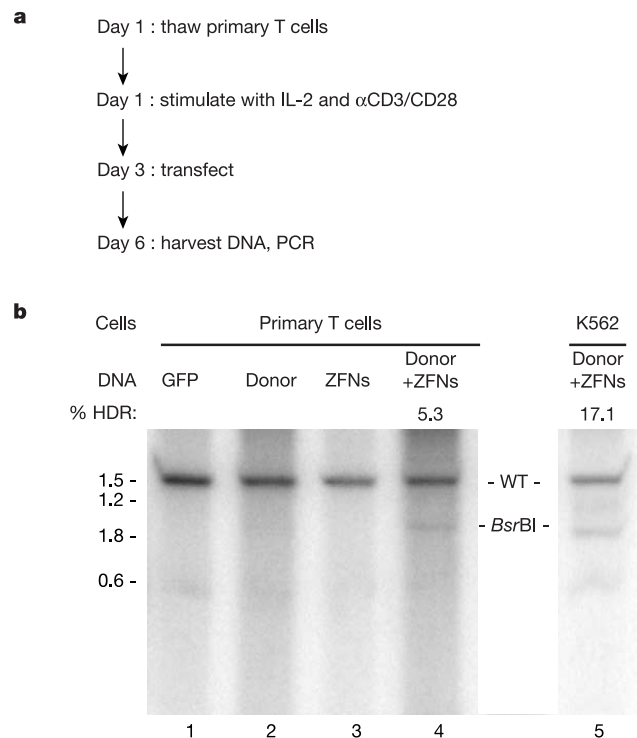 a
Day 1 : thaw primary T cells
Day 1 : stimulate with IL-2 and αCD3/CD28
Day 3 : transfect
Day 6 : harvest DNA, PCR
b
Cells Primary T cells K562
DNA GFP Donor ZFNs Donor +ZFNs Donor +ZFNs
% HDR: 5.3 17.1
1.5 - - WT -
1.2 -
- BsrBI -
1.8 -
0.6 -
1 2 3 4 5